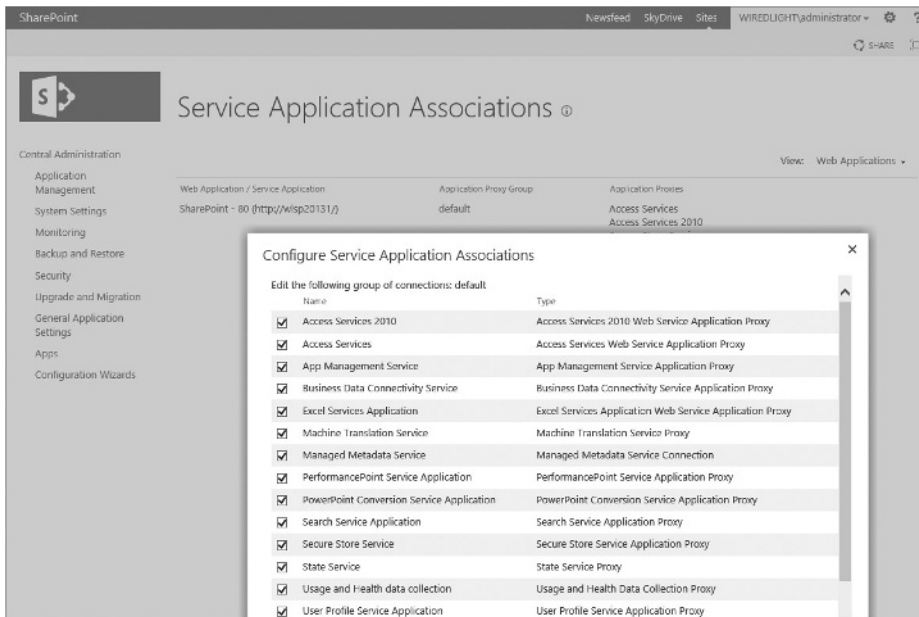 SharePoint
Newsfeed SkyDrive Sites WIREDLIGHT\administrator ?
SHARE
S
Service Application Associations
Central Administration
Application Management
System Settings
Monitoring
Backup and Restore
Security
Upgrade and Migration
General Application Settings
Apps
Configuration Wizards
View: Web Applications
Web Application / Service Application Application Proxy Group Application Proxies
SharePoint - 80 (http://wlsp20131/) default Access Services
Access Services 2010
Configure Service Application Associations
Edit the following group of connections: default
Name Type
Access Services 2010 Access Services 2010 Web Service Application Proxy
Access Services Access Services Web Service Application Proxy
App Management Service App Management Service Application Proxy
Business Data Connectivity Service Business Data Connectivity Service Application Proxy
Excel Services Application Excel Services Application Web Service Application Proxy
Machine Translation Service Machine Translation Service Proxy
Managed Metadata Service Managed Metadata Service Connection
PerformancePoint Service Application PerformancePoint Service Application Proxy
PowerPoint Conversion Service Application PowerPoint Conversion Service Application Proxy
Search Service Application Search Service Application Proxy
Secure Store Service Secure Store Service Application Proxy
State Service State Service Proxy
Usage and Health data collection Usage and Health Data Collection Proxy
User Profile Service Application User Profile Service Application Proxy